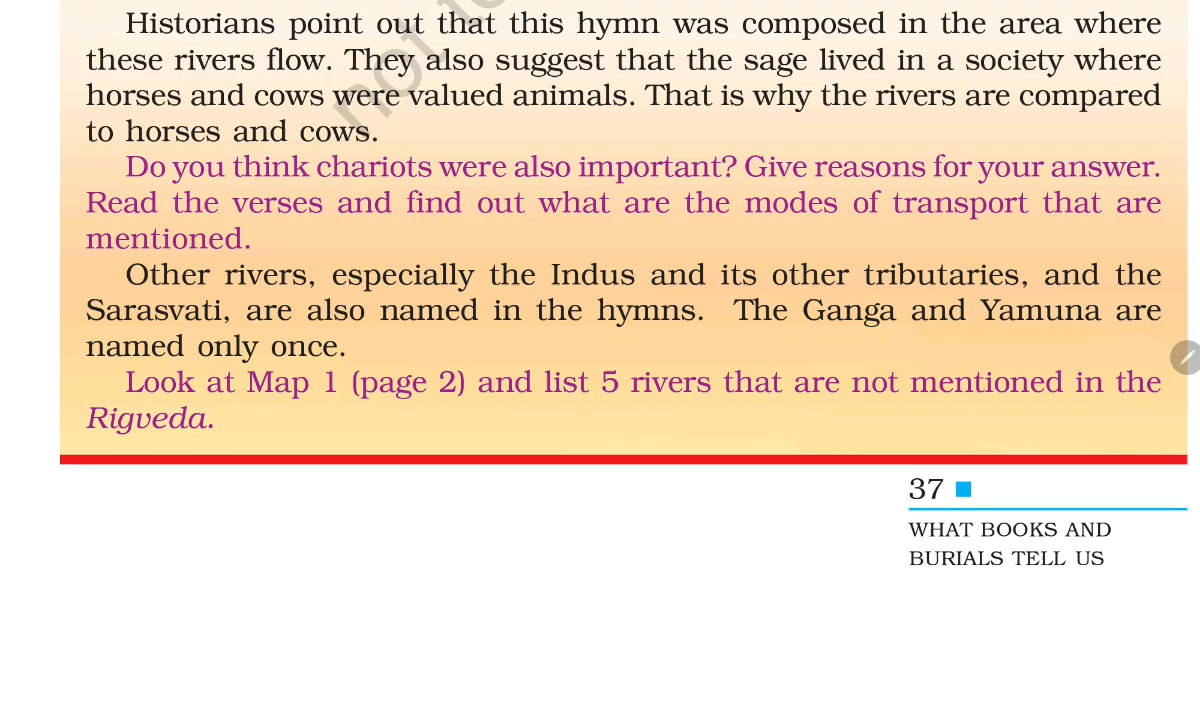 Historians point out that this hymn was composed in the area where
these rivers flow. They also suggest that the sage lived in a society where
horses and cows were valued animals. That is why the rivers are compared
to horses and cows.
Do you think chariots were also important? Give reasons for your answer.
Read the verses and find out what are the modes of transport that are
mentioned.
Other rivers, especially the Indus and its other tributaries, and the
Sarasvati, are also named in the hymns. The Ganga and Yamuna are
named only once.
Look at Map 1 (page 2) and list 5 rivers that are not mentioned in the
Rigveda.
37
WHAT BOOKS AND
BURIALS TELL US
not to